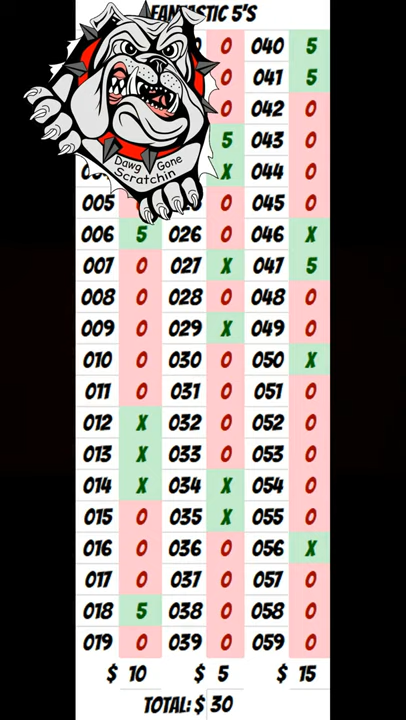 FANTASTIC 5'S
0 040 5
0 041 5
0 042 0
5 043 0
X 044 0
005 0 045 0
006 5 026 0 046 X
007 0 027 X 047 5
008 0 028 0 048 0
009 0 029 X 049 0
010 0 030 0 050 X
011 0 031 0 051 0
012 X 032 0 052 0
013 X 033 0 053 0
014 X 034 X 054 0
015 0 035 X 055 0
016 0 036 0 056 X
017 0 037 0 057 0
018 5 038 0 058 0
019 0 039 0 059 0
$ 10 $ 5 $ 15
TOTAL: $ 30
Dawg Gone
Scratchin